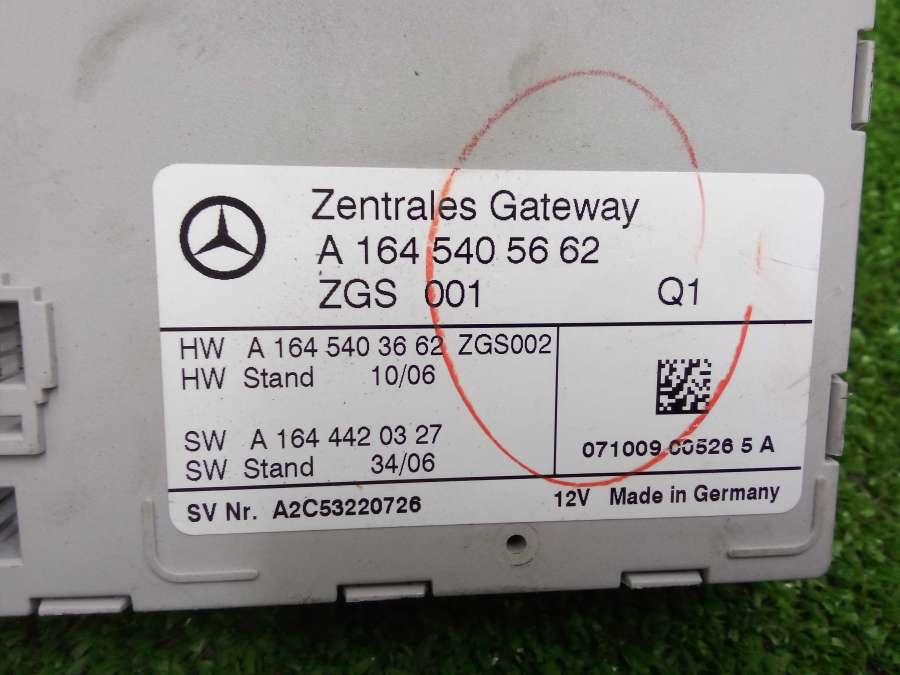 Zentrales Gateway
A 164 540 56 62
ZGS 001 Q1
HW A 164 540 36 62 ZGS002
HW Stand 10/06
SW A 164 442 03 27
SW Stand 34/06
071009 00526 5 A
SV Nr. A2C53220726 12V Made in Germany